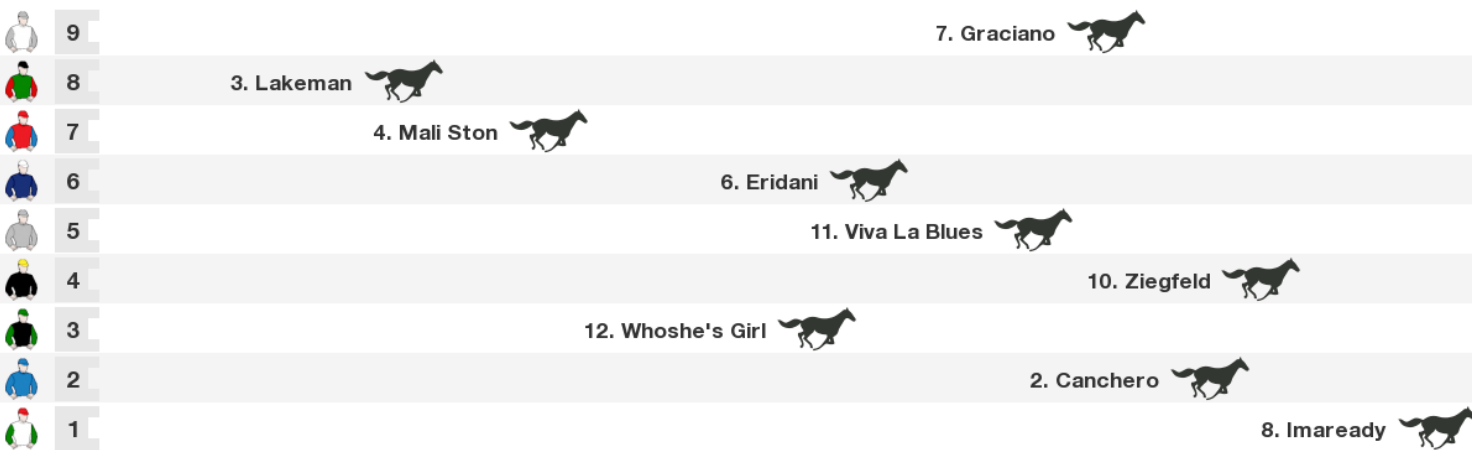 9 7. Graciano
8 3. Lakeman
7 4. Mali Ston
6 6. Eridani
5 11. Viva La Blues
4 10. Ziegfeld
3 12. Whoshe's Girl
2 2. Canchero
1 8. Imaready